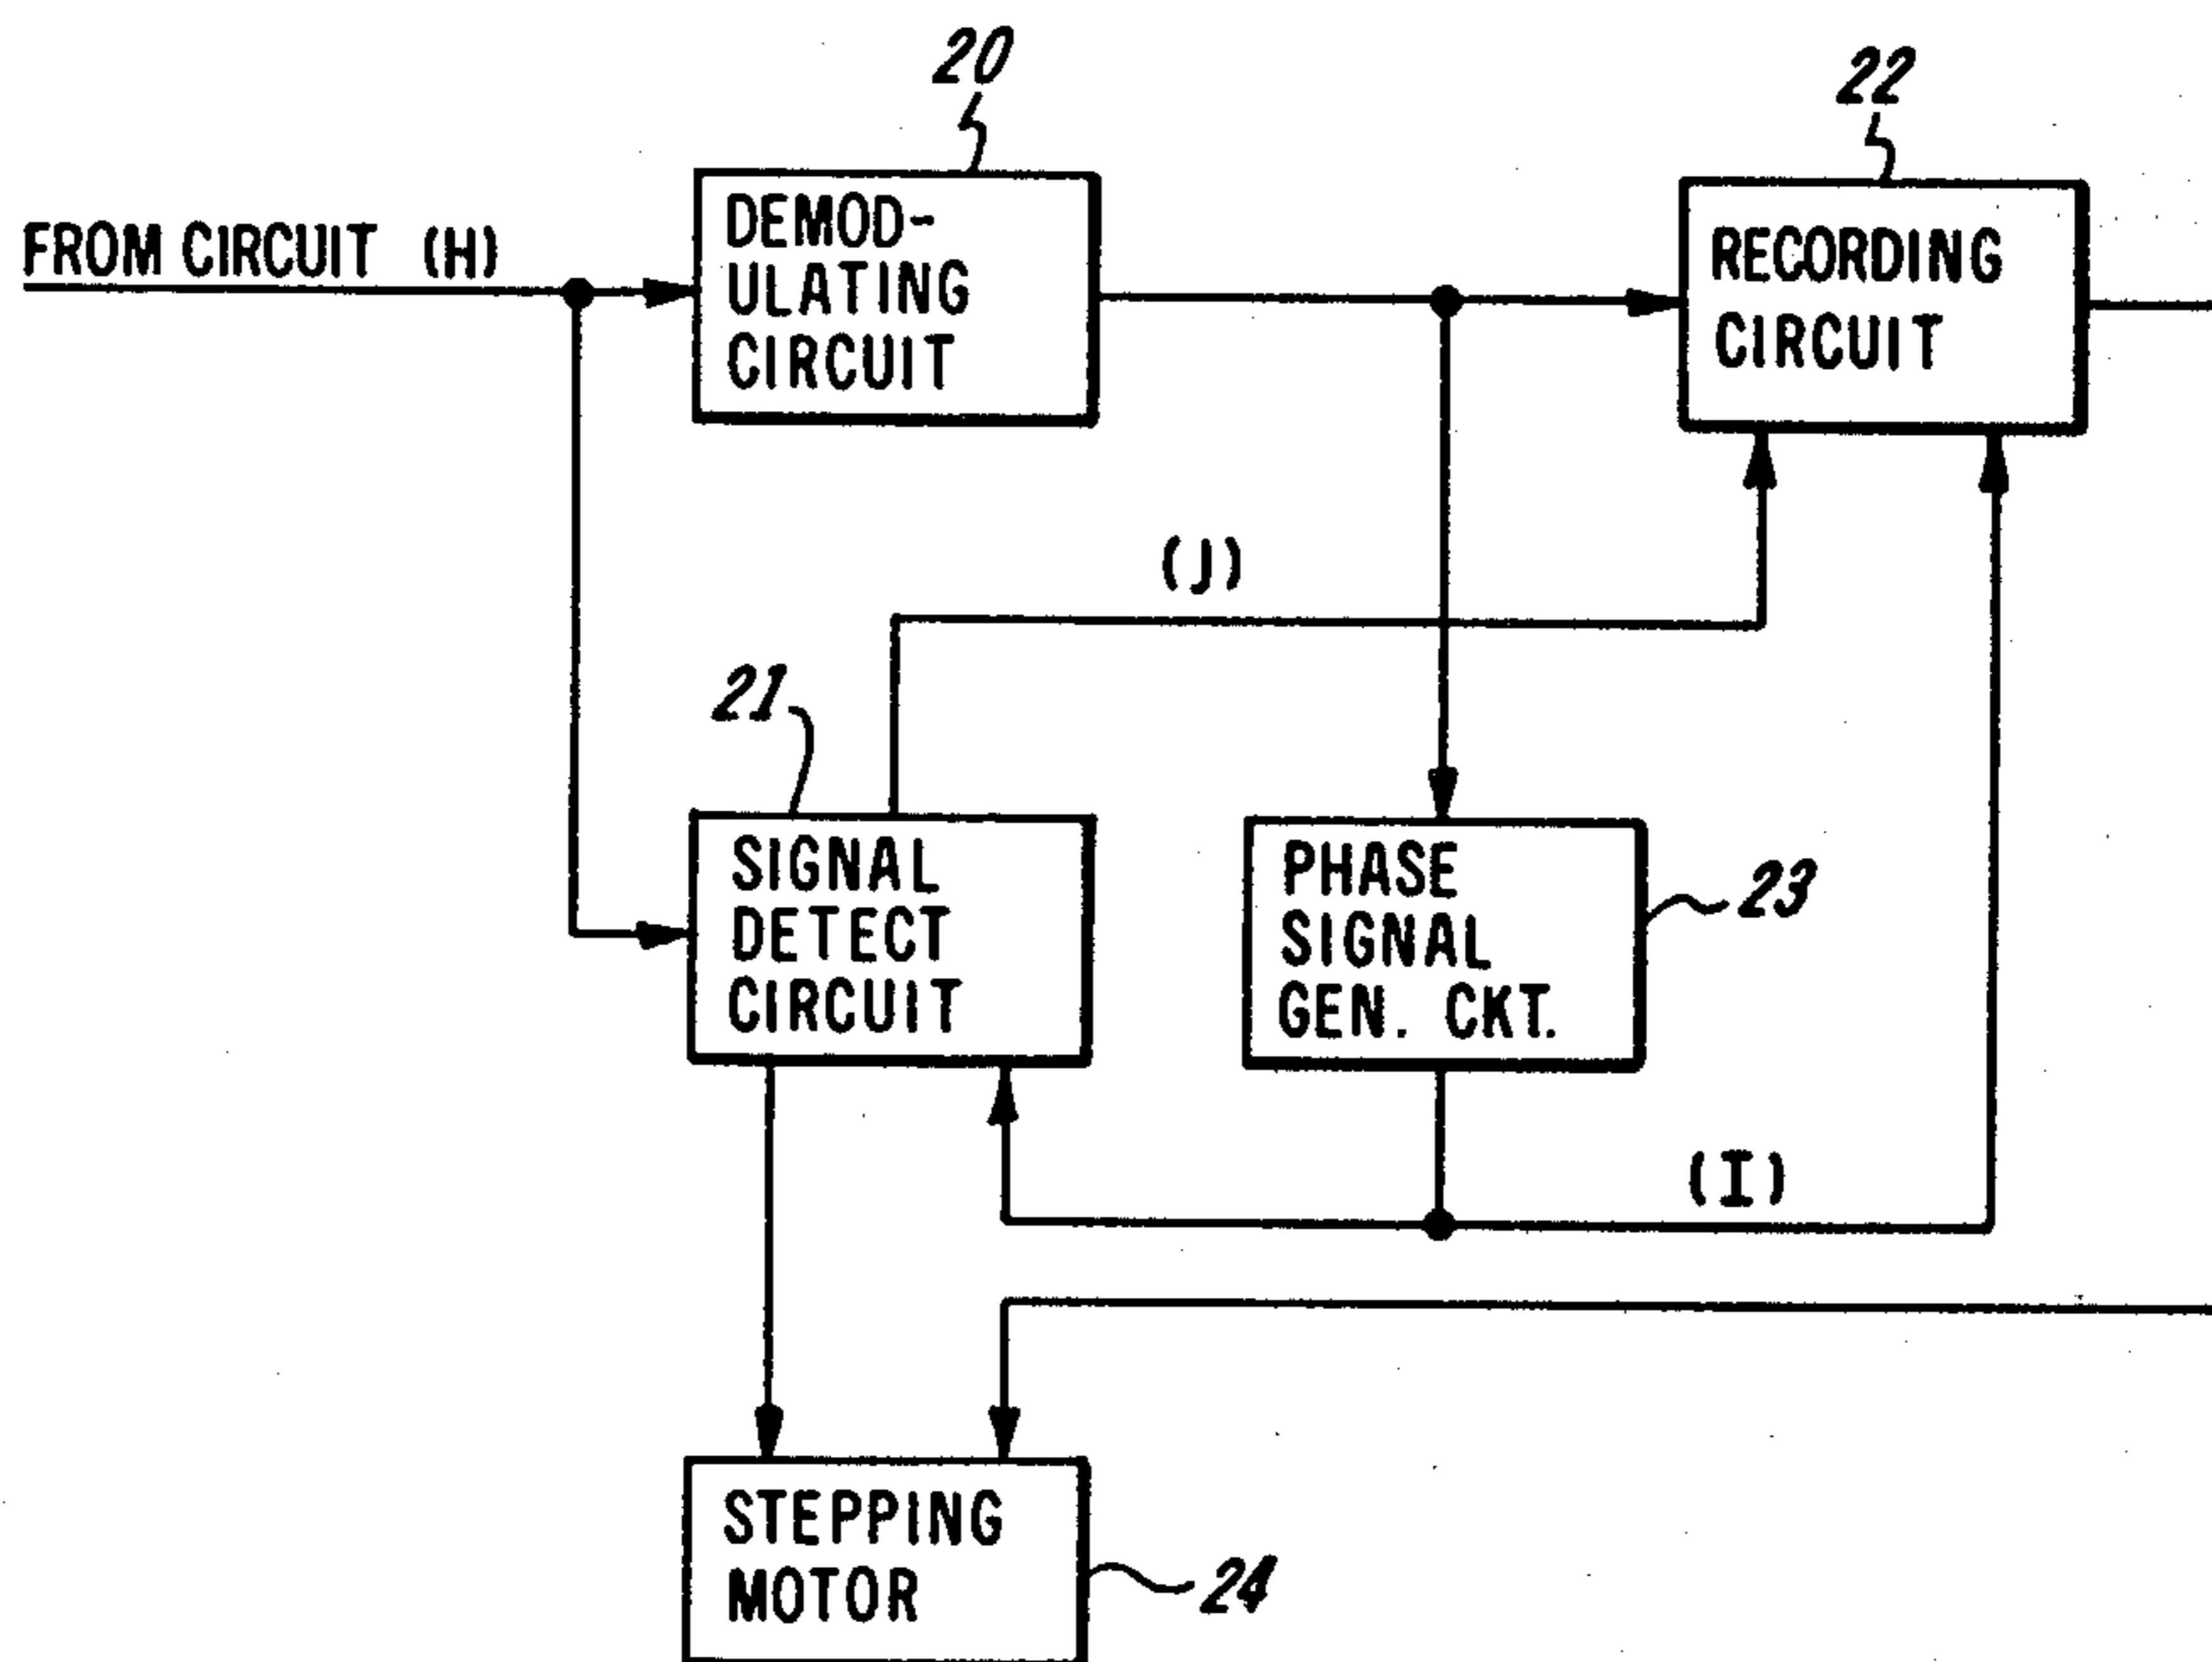 20
22
FROM CIRCUIT (H)
DEMOD-
ULATING
CIRCUIT
RECORDING
CIRCUIT
(J)
21
SIGNAL
DETECT
CIRCUIT
PHASE
SIGNAL
GEN. CKT.
23
(I)
STEPPING
MOTOR
24